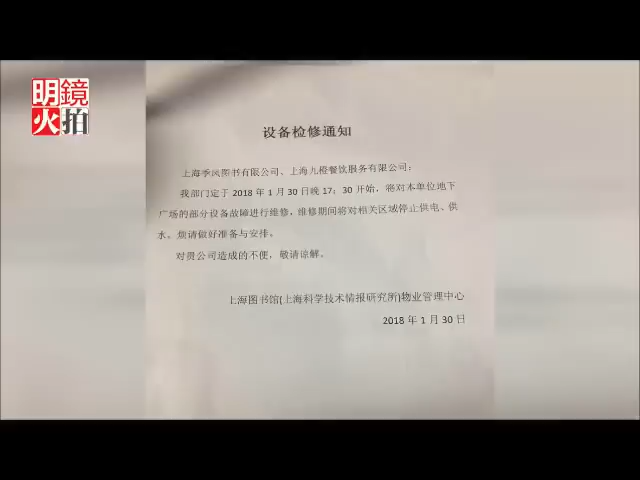 明鏡
火拍
设备检修通知
上海季风图书有限公司、上海九橙餐饮服务有限公司：
我部门定于 2018 年 1 月 30 日晚 17：30 开始，将对本单位地下
广场的部分设备故障进行维修，维修期间将对相关区域停止供电、供
水。烦请做好准备与安排。
对贵公司造成的不便，敬请谅解。
上海图书馆(上海科学技术情报研究所)物业管理中心
2018 年 1 月 30 日